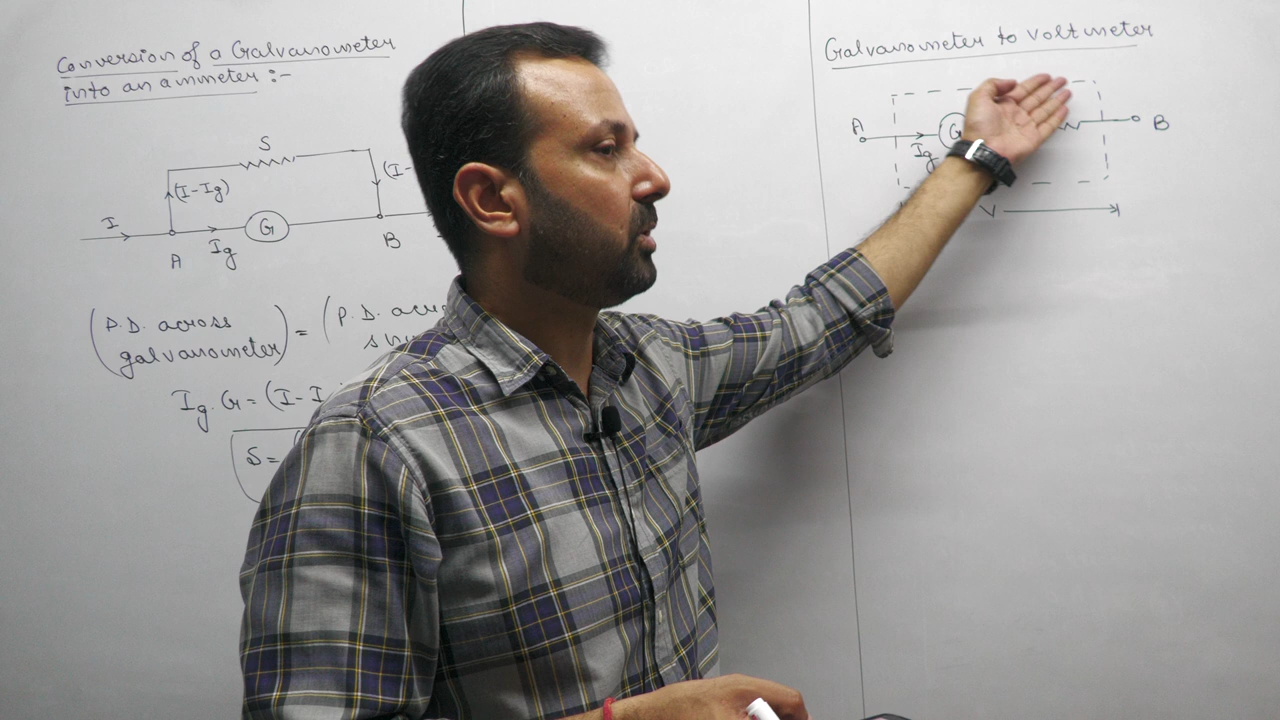 Conversion of a Galvanometer
into an ammeter :-
S
(I-Ig)
(I-
I
Ig
G
A
B
(P.D. across
galvanometer) = (P.D.
Ig. G = (I-I
S =
Galvanometer to voltmeter
A
G
B
Ig
V